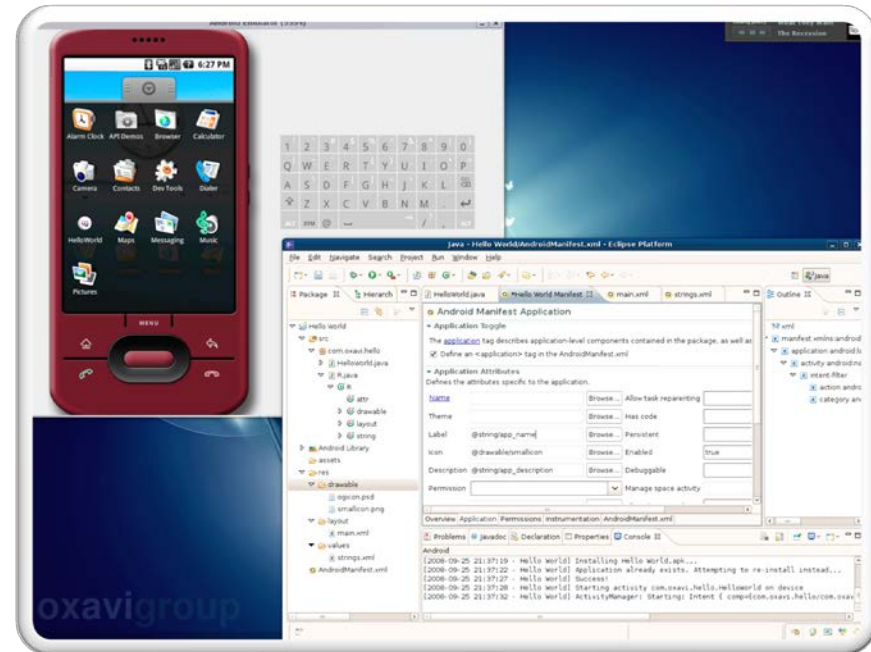 Android Emulator (5554)
The Recession
6:27 PM
Alarm Clock API Demos Browser Calculator
Camera Contacts Dev Tools Dialer
HelloWorld Maps Messaging Music
Pictures
MENU
1 2 3 4 5 6 7 8 9 0
Q W E R T Y U I O P
A S D F G H J K L
Z X C V B N M .
ALT SYM @ / , ALT
Java - Hello World/AndroidManifest.xml - Eclipse Platform
File Edit Navigate Search Project Run Window Help
Java
Package Hierarch
HelloWorld.java *Hello World Manifest main.xml strings.xml
Outline
Hello World
src
com.oxavi.hello
HelloWorld.java
R.java
R
attr
drawable
layout
string
Android Library
assets
res
drawable
ogicon.psd
smallicon.png
layout
main.xml
values
strings.xml
AndroidManifest.xml
Android Manifest Application
Application Toggle
The application tag describes application-level components contained in the package, as well as
Define an <application> tag in the AndroidManifest.xml
Application Attributes
Defines the attributes specific to the application.
Name Browse... Allow task reparenting
Theme Browse... Has code
Label @string/app_name Browse... Persistent
Icon @drawable/smallicon Browse... Enabled true
Description @string/app_description Browse... Debuggable
Permission Manage space activity
Overview Application Permissions Instrumentation AndroidManifest.xml
xml
manifest xmlns:android
application android:la
activity android:na
intent-filter
action andro
category an
Problems Javadoc Declaration Properties Console
Android
[2008-09-25 21:37:19 - Hello World] Installing Hello World.apk...
[2008-09-25 21:37:22 - Hello World] Application already exists. Attempting to re-install instead...
[2008-09-25 21:37:27 - Hello World] Success!
[2008-09-25 21:37:28 - Hello World] Starting activity com.oxavi.hello.HelloWorld on device
[2008-09-25 21:37:32 - Hello World] ActivityManager: Starting: Intent { comp={com.oxavi.hello/com.oxav
oxavigroup